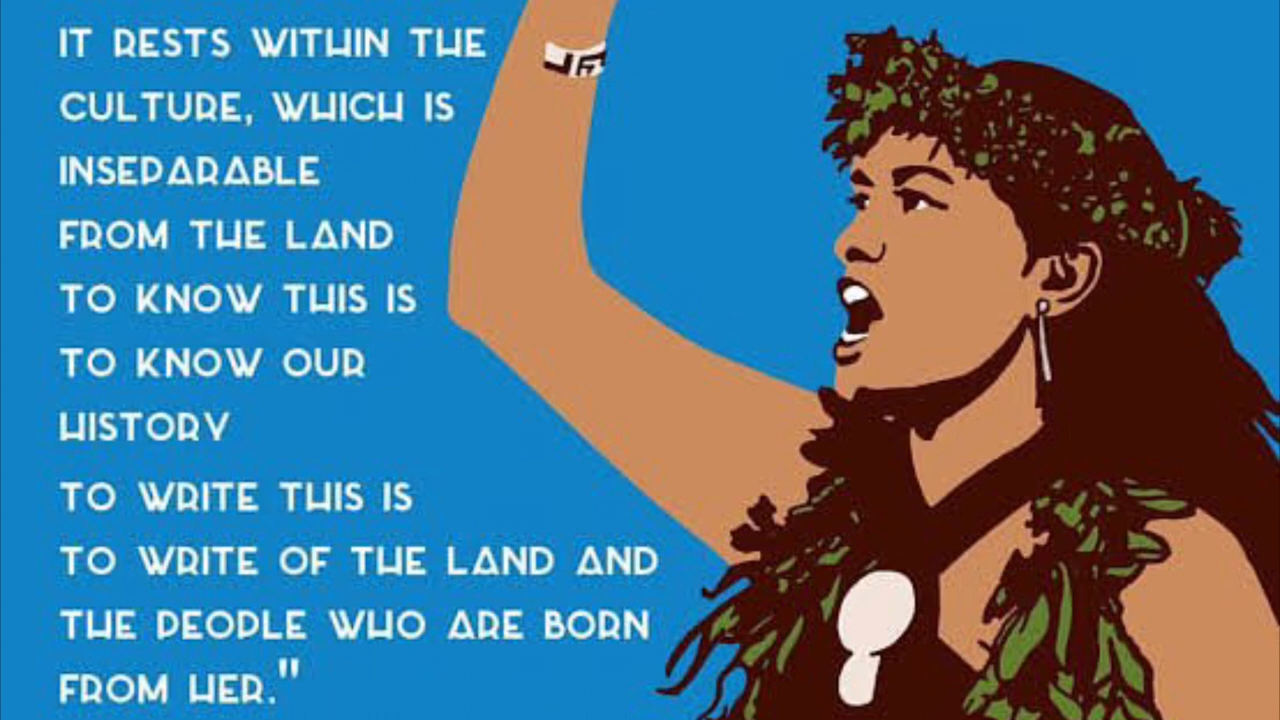 IT RESTS WITHIN THE
CULTURE, WHICH IS
INSEPARABLE
FROM THE LAND
TO KNOW THIS IS
TO KNOW OUR
HISTORY
TO WRITE THIS IS
TO WRITE OF THE LAND AND
THE PEOPLE WHO ARE BORN
FROM HER."